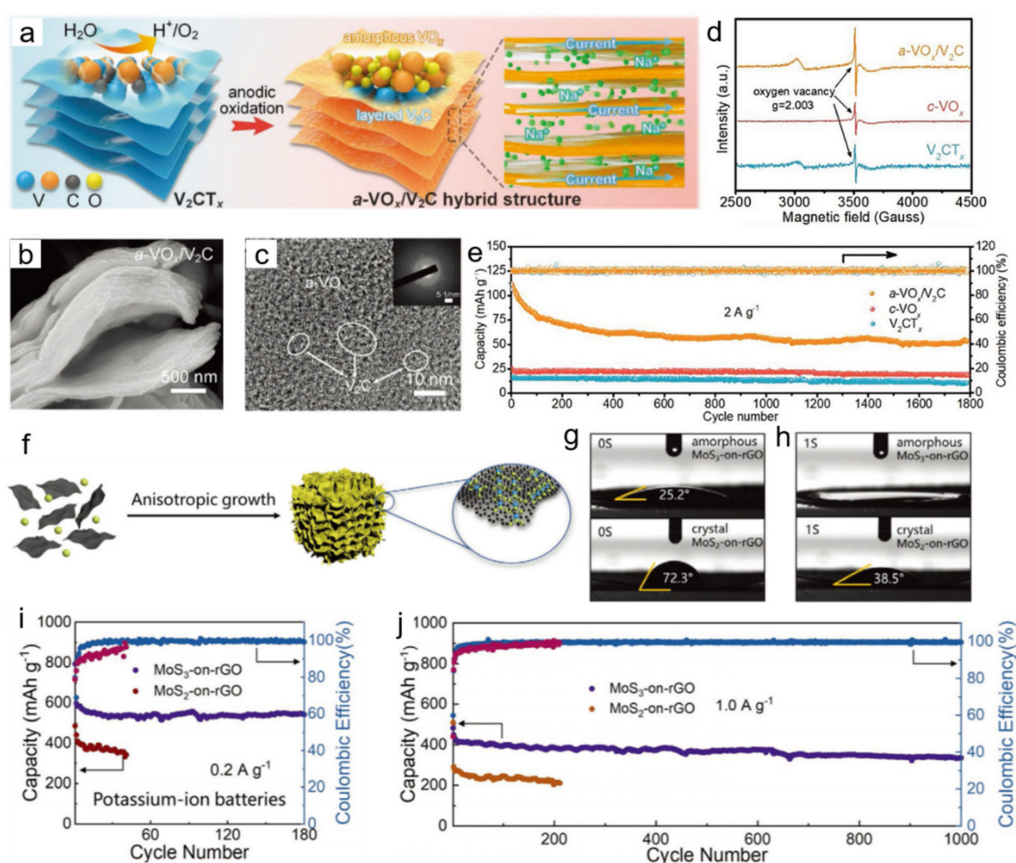 a
H₂O
H⁺/O₂
anodic
oxidation
V
C
O
V₂CTₓ
amorphous VOₓ
layered V₂C
a-VOₓ/V₂C hybrid structure
Current
Na⁺
Na⁺
Current
Na⁺
Na⁺
Current
d
Intensity (a.u.)
a-VOₓ/V₂C
oxygen vacancy
g=2.003
c-VOₓ
V₂CTₓ
2500 3000 3500 4000 4500
Magnetic field (Gauss)
b
a-VOₓ/V₂C
500 nm
c
a-VOₓ
5 1/nm
V₂C
10 nm
e
Capacity (mAh g⁻¹)
150
125
100
75
50
25
0
2 A g⁻¹
a-VOₓ/V₂C
c-VOₓ
V₂CTₓ
120
100
80
60
40
20
0
Coulombic efficiency (%)
0 200 400 600 800 1000 1100 1300 1400 1600 1800
Cycle number
f
Anisotropic growth
g
0S
amorphous
MoS₃-on-rGO
25.2°
0S
crystal
MoS₂-on-rGO
72.3°
h
1S
amorphous
MoS₃-on-rGO
1S
crystal
MoS₂-on-rGO
38.5°
i
Capacity (mAh g⁻¹)
1000
800
600
400
200
0
MoS₃-on-rGO
MoS₂-on-rGO
0.2 A g⁻¹
Potassium-ion batteries
100
80
60
40
20
0
Coulombic Efficiency(%)
60 120 180
Cycle Number
j
Capacity (mAh g⁻¹)
1000
800
600
400
200
0
MoS₃-on-rGO
MoS₂-on-rGO
1.0 A g⁻¹
100
80
60
40
20
0
Coulombic Efficiency(%)
200 400 600 800 1000
Cycle Number